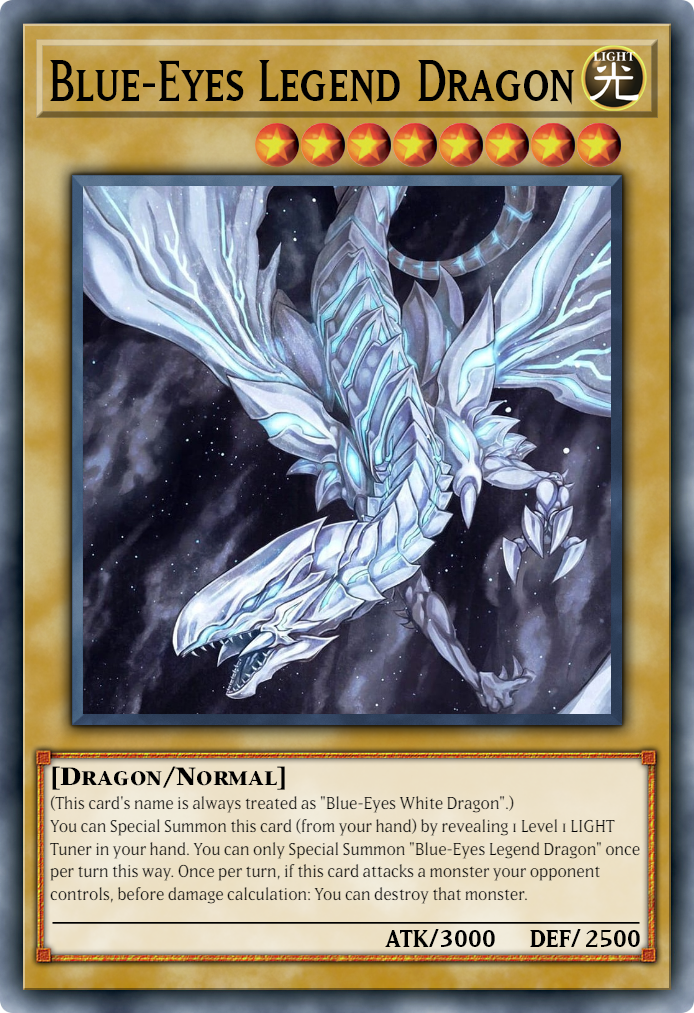 Blue-Eyes Legend Dragon
LIGHT
光
[Dragon/Normal]
(This card's name is always treated as "Blue-Eyes White Dragon".)
You can Special Summon this card (from your hand) by revealing 1 Level 1 LIGHT
Tuner in your hand. You can only Special Summon "Blue-Eyes Legend Dragon" once
per turn this way. Once per turn, if this card attacks a monster your opponent
controls, before damage calculation: You can destroy that monster.
ATK/3000 DEF/ 2500